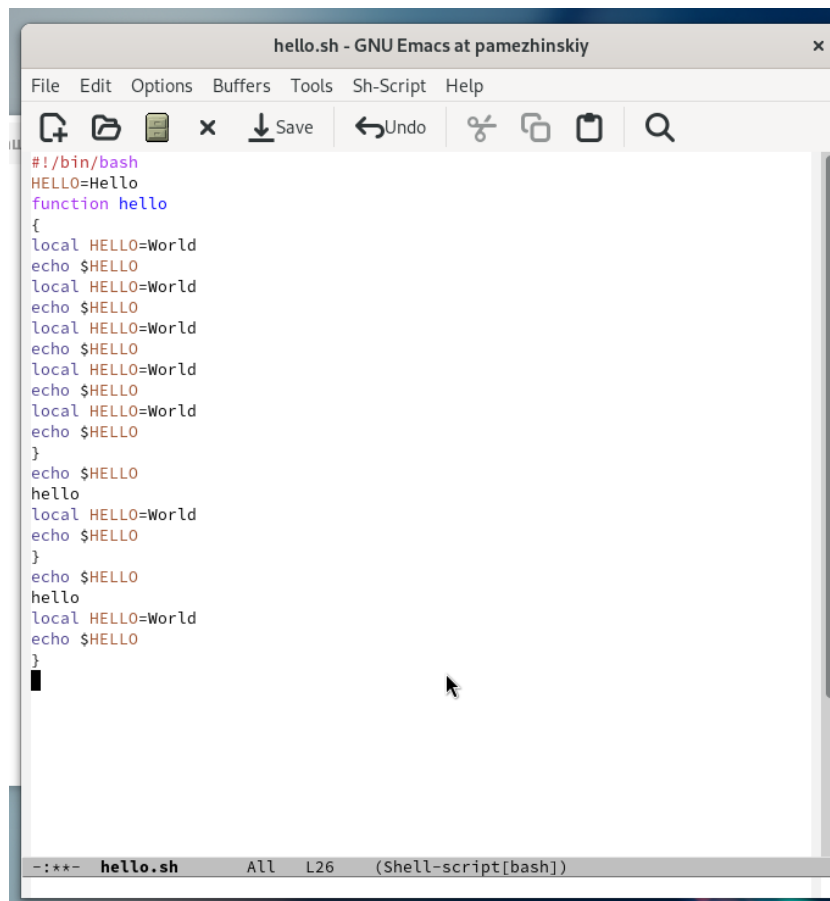 hello.sh - GNU Emacs at pamezhinskiy ×
File Edit Options Buffers Tools Sh-Script Help
Save Undo
#!/bin/bash
HELLO=Hello
function hello
{
local HELLO=World
echo $HELLO
local HELLO=World
echo $HELLO
local HELLO=World
echo $HELLO
local HELLO=World
echo $HELLO
local HELLO=World
echo $HELLO
}
echo $HELLO
hello
local HELLO=World
echo $HELLO
}
echo $HELLO
hello
local HELLO=World
echo $HELLO
}
-:**- hello.sh All L26 (Shell-script[bash])